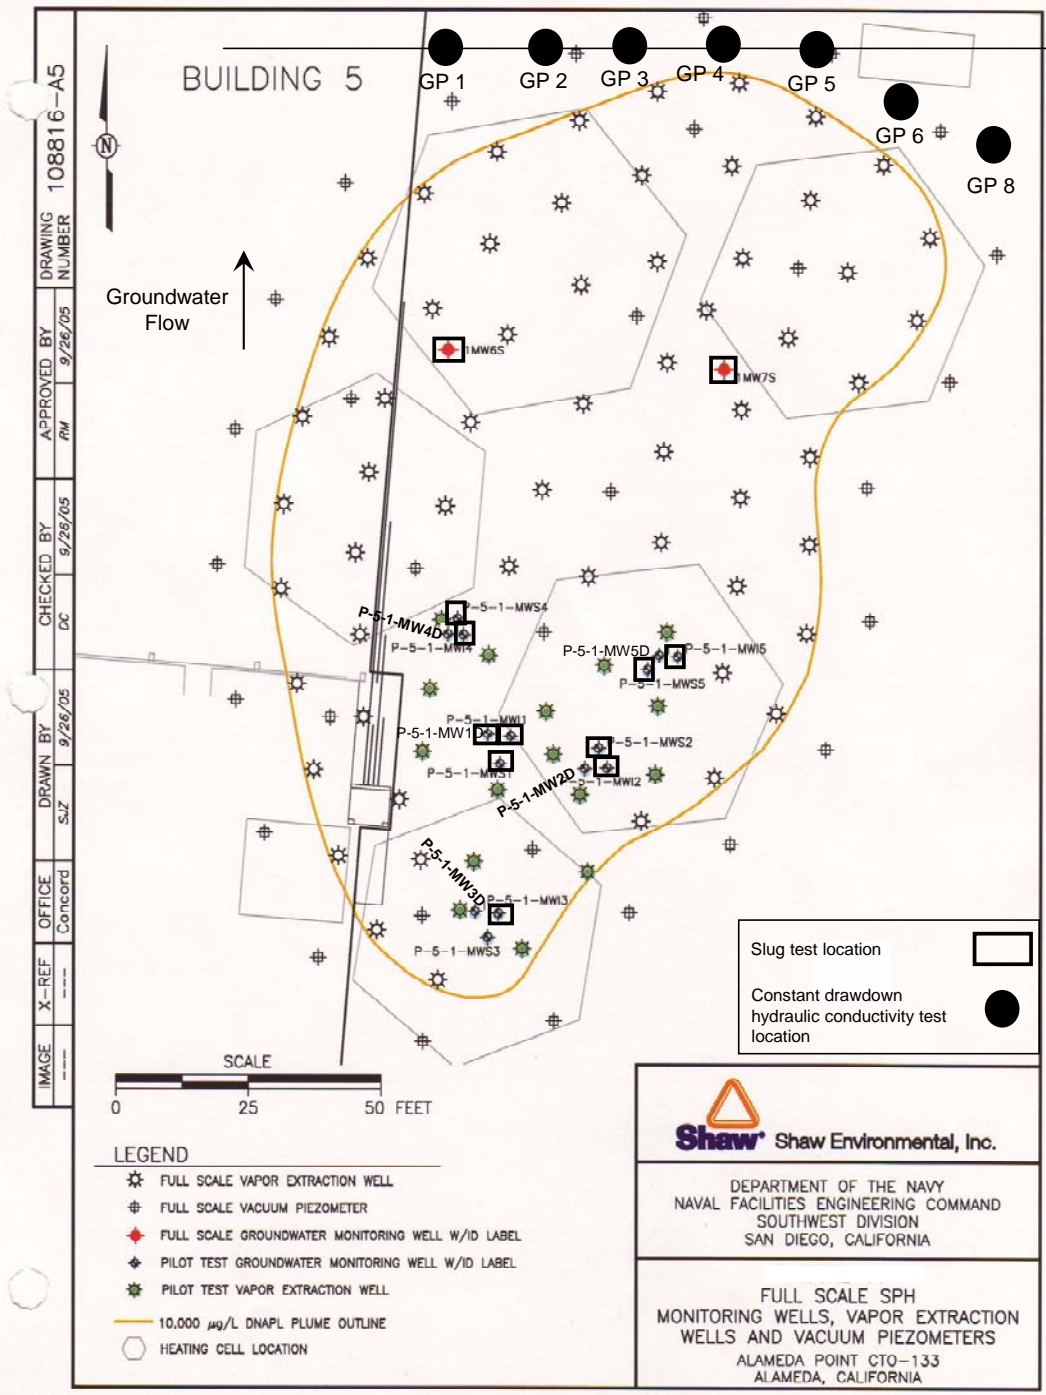 BUILDING 5
GP 1
GP 2
GP 3
GP 4
GP 5
GP 6
GP 8
N
Groundwater
Flow
1MW6S
1MW7S
P-5-1-MWS4
P-5-1-MW4D
P-5-1-MWI4
P-5-1-MW5D
P-5-1-MWI5
P-5-1-MWS5
P-5-1-MWI1
P-5-1-MW1D
P-5-1-MWS1
P-5-1-MWS2
P-5-1-MWI2
P-5-1-MW2D
P-5-1-MW3D
P-5-1-MWI3
P-5-1-MWS3
Slug test location
Constant drawdown
hydraulic conductivity test
location
SCALE
0 25 50 FEET
LEGEND
FULL SCALE VAPOR EXTRACTION WELL
FULL SCALE VACUUM PIEZOMETER
FULL SCALE GROUNDWATER MONITORING WELL W/ID LABEL
PILOT TEST GROUNDWATER MONITORING WELL W/ID LABEL
PILOT TEST VAPOR EXTRACTION WELL
10,000 µg/L DNAPL PLUME OUTLINE
HEATING CELL LOCATION
Shaw Shaw Environmental, Inc.
DEPARTMENT OF THE NAVY
NAVAL FACILITIES ENGINEERING COMMAND
SOUTHWEST DIVISION
SAN DIEGO, CALIFORNIA
FULL SCALE SPH
MONITORING WELLS, VAPOR EXTRACTION
WELLS AND VACUUM PIEZOMETERS
ALAMEDA POINT CTO-133
ALAMEDA, CALIFORNIA
IMAGE ---
X-REF ---
OFFICE Concord
DRAWN BY SJZ 9/26/05
CHECKED BY DC 9/26/05
APPROVED BY RM 9/26/05
DRAWING
NUMBER
108816-A5